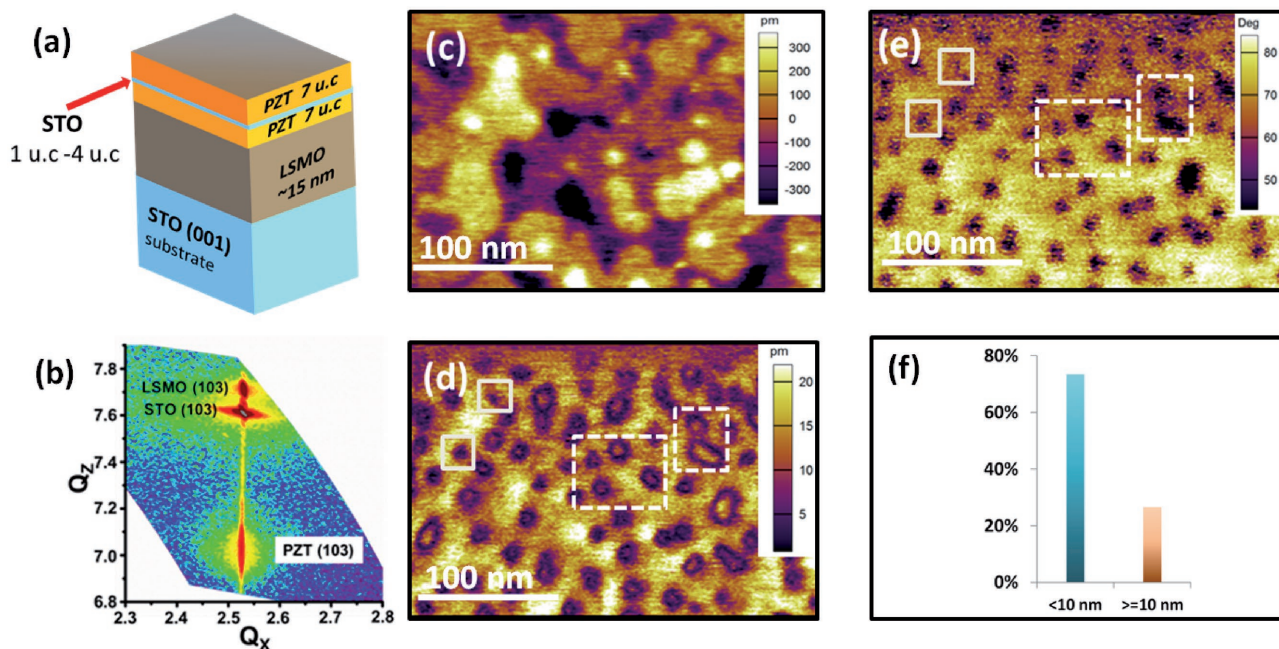 (a)
PZT 7 u.c
PZT 7 u.c
STO
1 u.c -4 u.c
LSMO
~15 nm
STO (001)
substrate
(b)
7.8
7.6
7.4
7.2
7.0
6.8
Qz
LSMO (103)
STO (103)
PZT (103)
2.3
2.4
2.5
2.6
2.7
2.8
Qx
(c)
pm
300
200
100
0
-100
-200
-300
100 nm
(d)
pm
20
15
10
5
100 nm
(e)
Deg
80
70
60
50
100 nm
(f)
80%
60%
40%
20%
0%
<10 nm
>=10 nm